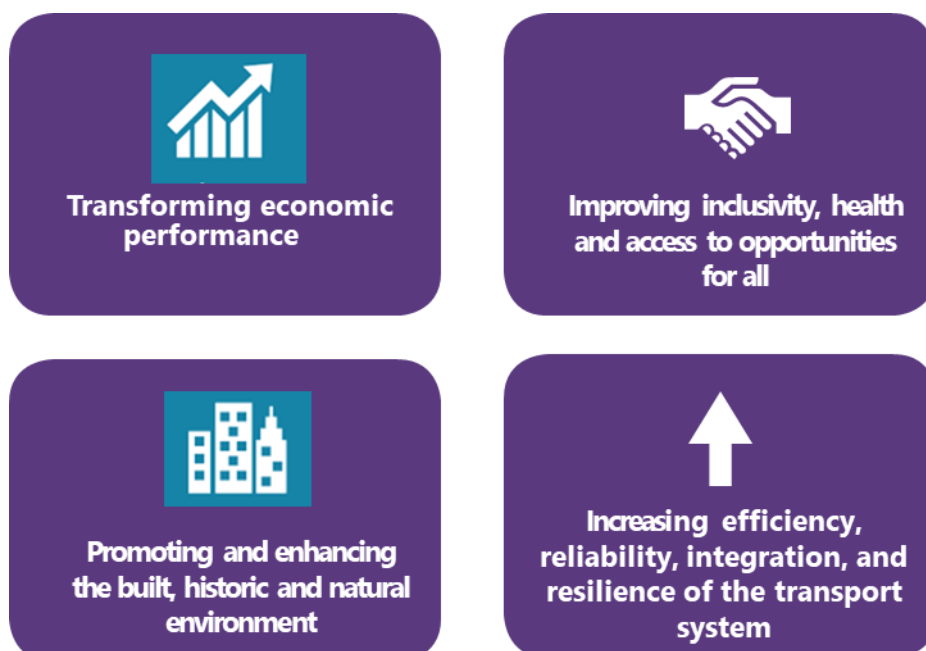 Transforming economic
performance
Improving inclusivity, health
and access to opportunities
for all
Promoting and enhancing
the built, historic and natural
environment
Increasing efficiency,
reliability, integration, and
resilience of the transport
system